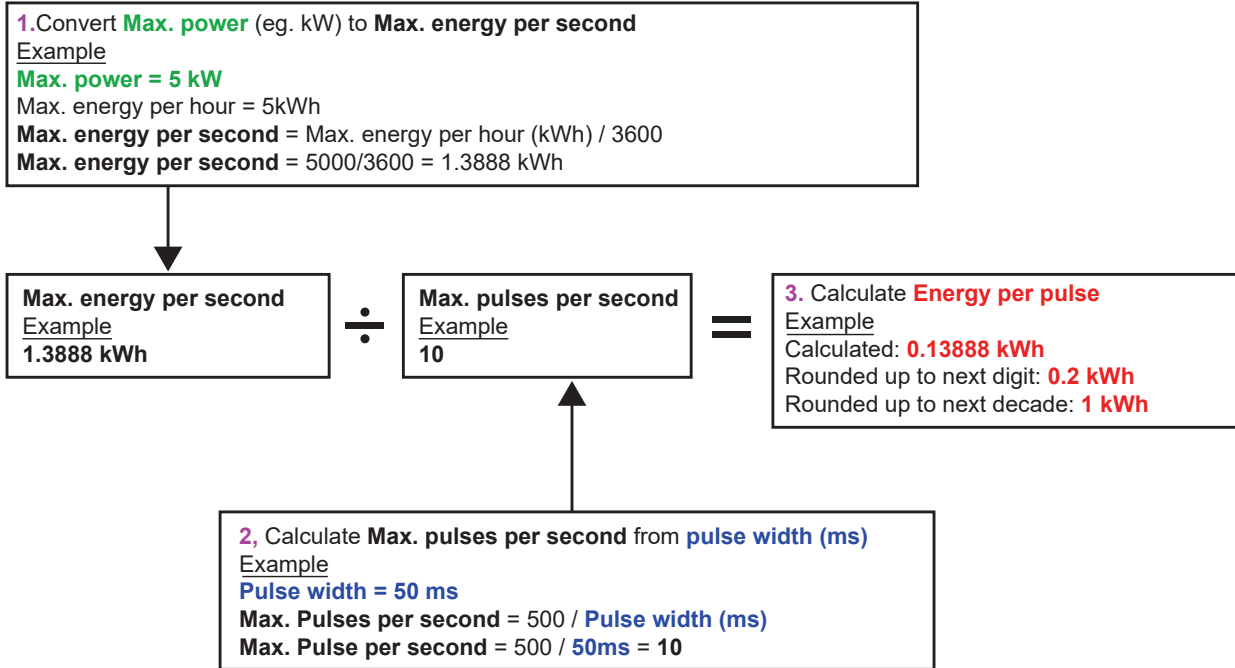 1.Convert Max. power (eg. kW) to Max. energy per second
Example
Max. power = 5 kW
Max. energy per hour = 5kWh
Max. energy per second = Max. energy per hour (kWh) / 3600
Max. energy per second = 5000/3600 = 1.3888 kWh
Max. energy per second
Example
1.3888 kWh
÷
Max. pulses per second
Example
10
=
3. Calculate Energy per pulse
Example
Calculated: 0.13888 kWh
Rounded up to next digit: 0.2 kWh
Rounded up to next decade: 1 kWh
2, Calculate Max. pulses per second from pulse width (ms)
Example
Pulse width = 50 ms
Max. Pulses per second = 500 / Pulse width (ms)
Max. Pulse per second = 500 / 50ms = 10